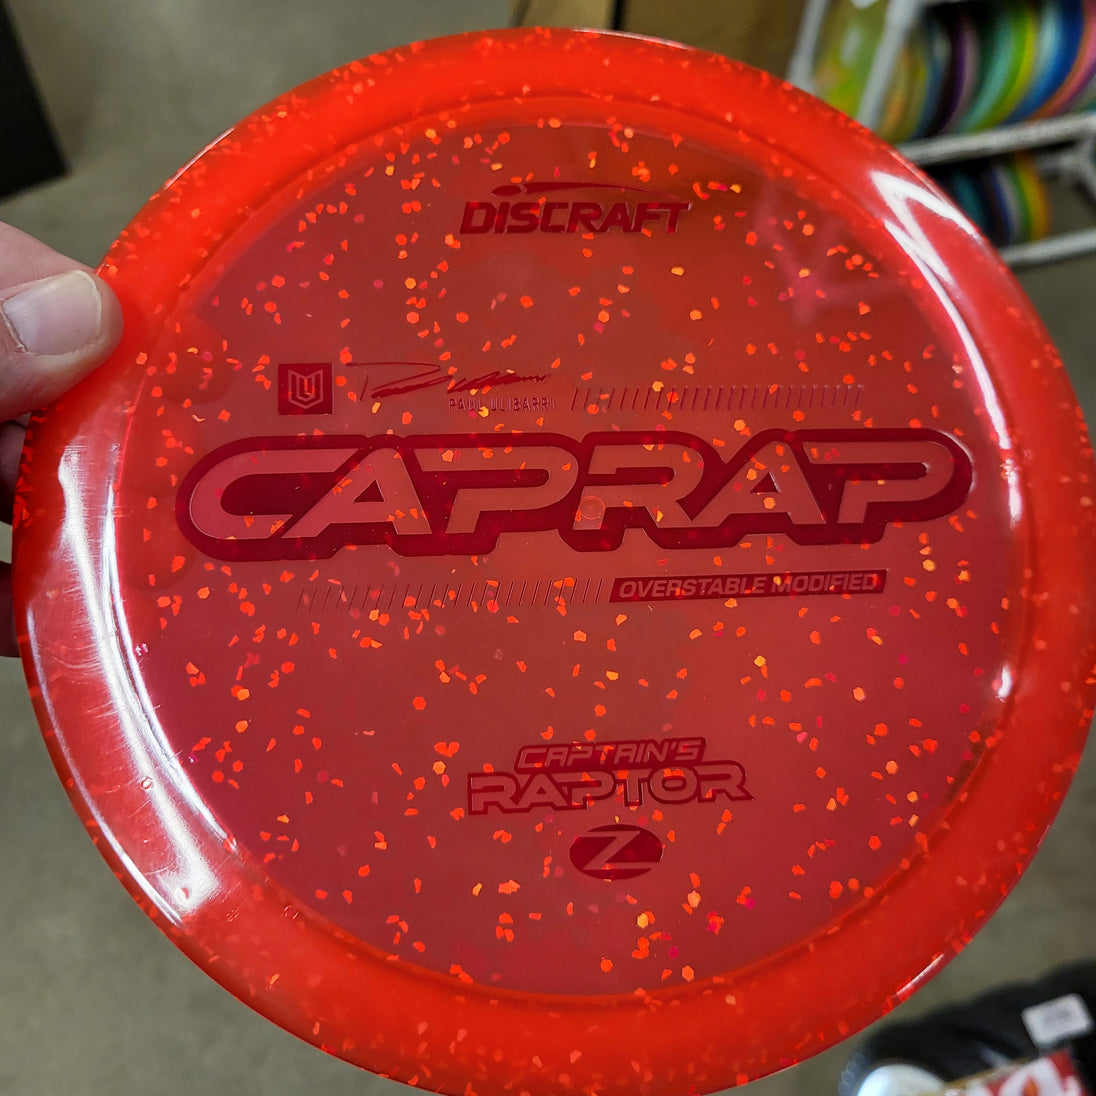 DISCRAFT
PAUL ULIBARRI
CAPRAP
OVERSTABLE MODIFIED
CAPTAIN'S
RAPTOR
Z